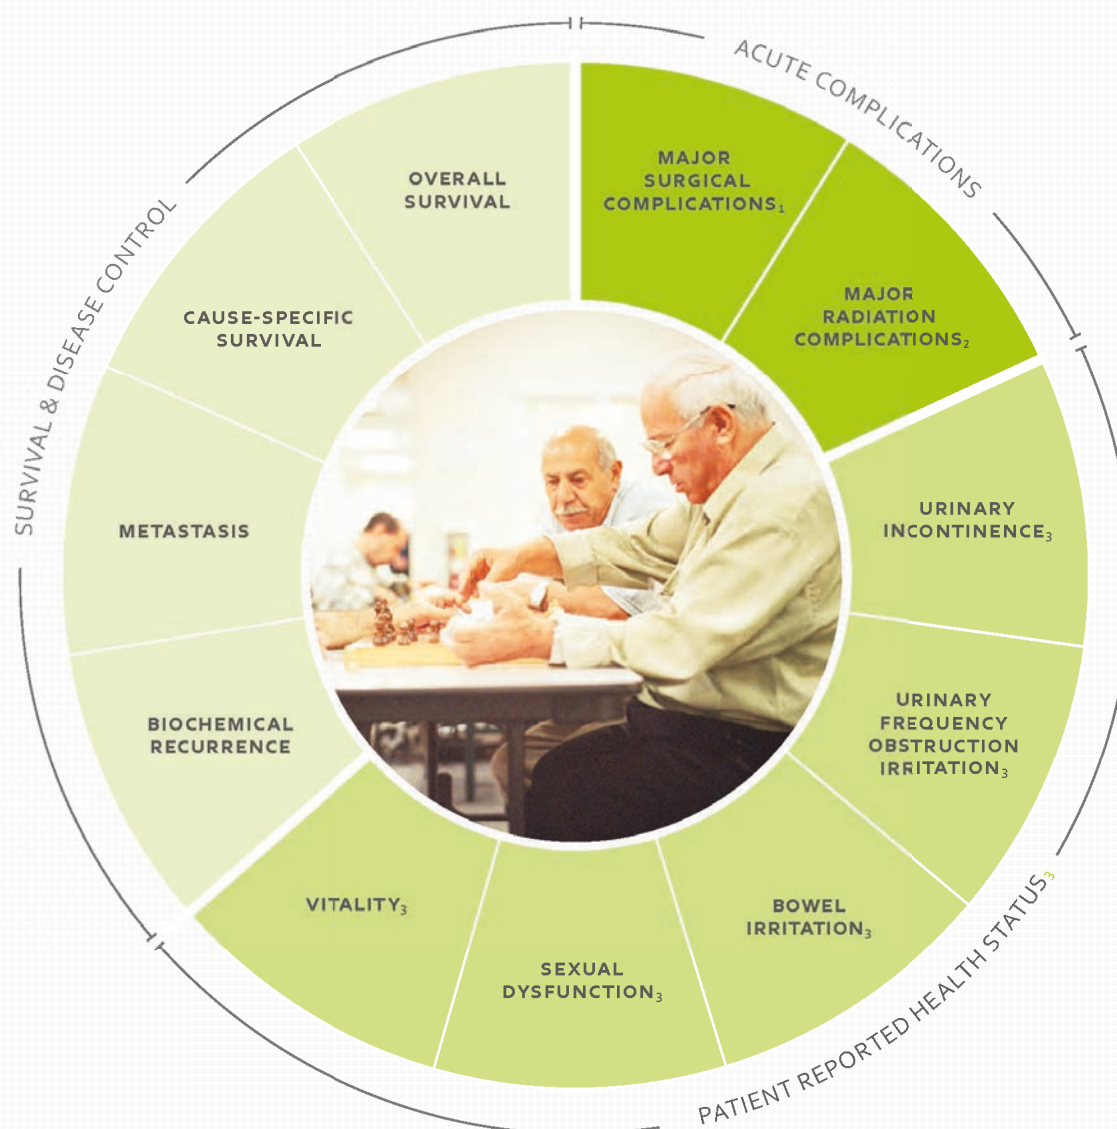 ACUTE COMPLICATIONS
MAJOR
SURGICAL
COMPLICATIONS₁
MAJOR
RADIATION
COMPLICATIONS₂
PATIENT REPORTED HEALTH STATUS₃
URINARY
INCONTINENCE₃
URINARY
FREQUENCY
OBSTRUCTION
IRRITATION₃
BOWEL
IRRITATION₃
SEXUAL
DYSFUNCTION₃
VITALITY₃
SURVIVAL & DISEASE CONTROL
BIOCHEMICAL
RECURRENCE
METASTASIS
CAUSE-SPECIFIC
SURVIVAL
OVERALL
SURVIVAL